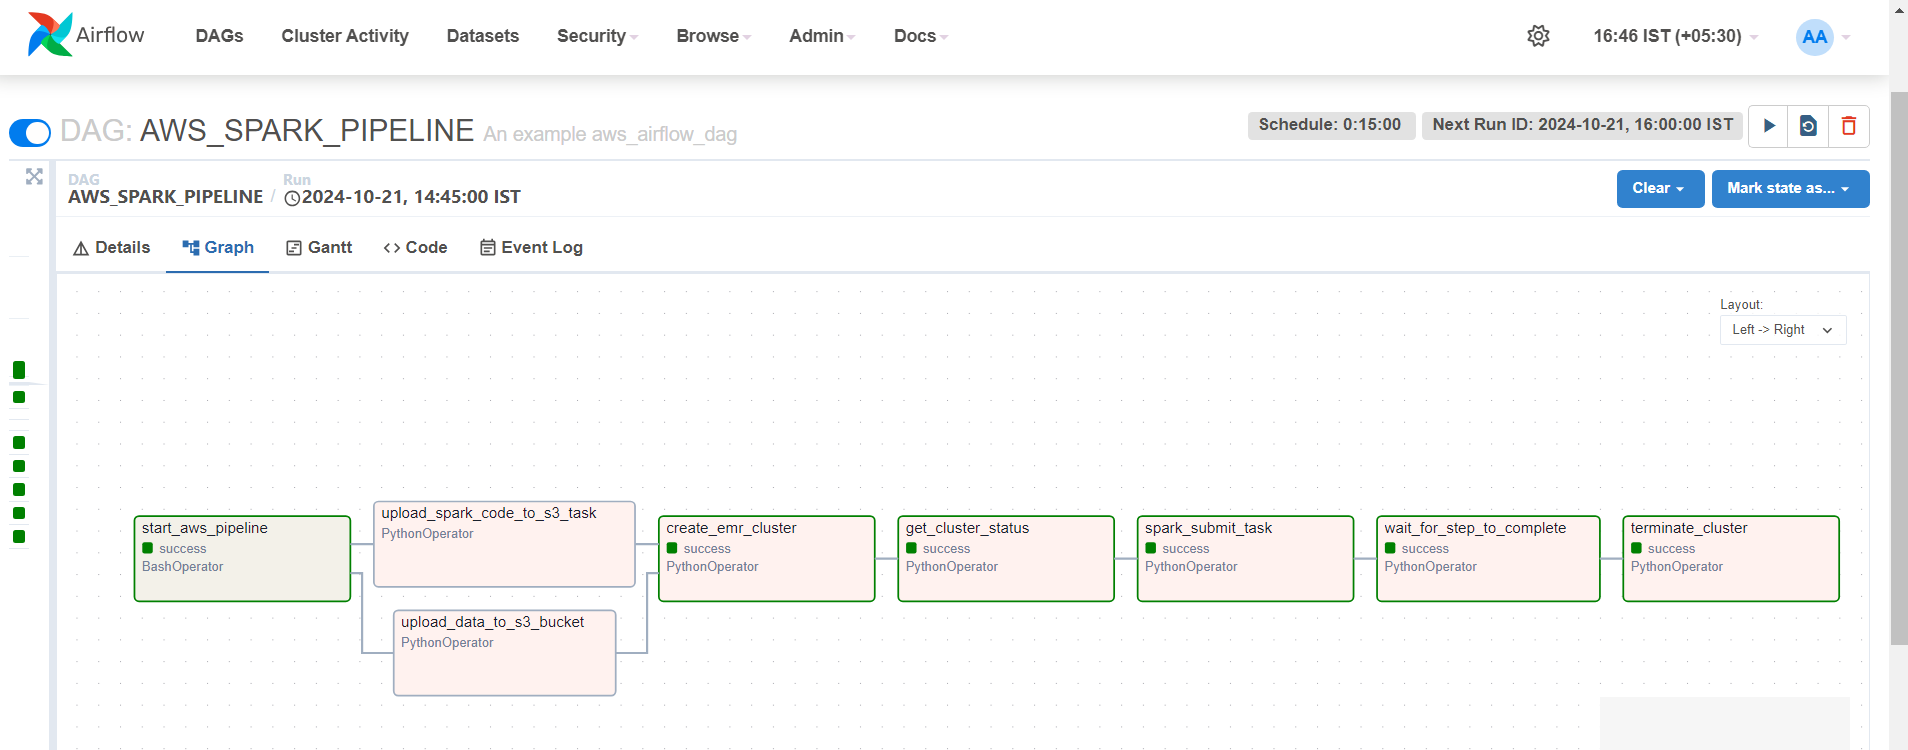 Airflow
DAGs
Cluster Activity
Datasets
Security
Browse
Admin
Docs
16:46 IST (+05:30)
AA
DAG: AWS_SPARK_PIPELINE An example aws_airflow_dag
Schedule: 0:15:00
Next Run ID: 2024-10-21, 16:00:00 IST
DAG
AWS_SPARK_PIPELINE /
Run
2024-10-21, 14:45:00 IST
Clear
Mark state as...
Details
Graph
Gantt
Code
Event Log
Layout:
Left -> Right
start_aws_pipeline
success
BashOperator
upload_spark_code_to_s3_task
PythonOperator
upload_data_to_s3_bucket
PythonOperator
create_emr_cluster
success
PythonOperator
get_cluster_status
success
PythonOperator
spark_submit_task
success
PythonOperator
wait_for_step_to_complete
success
PythonOperator
terminate_cluster
success
PythonOperator